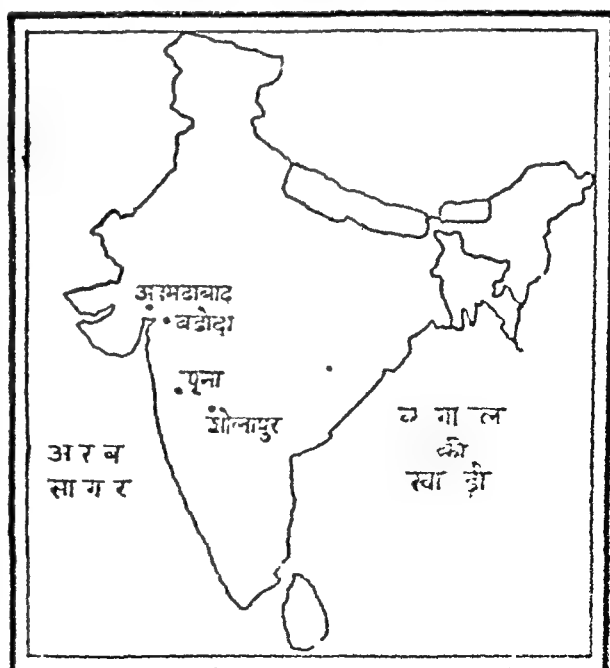 अहमदाबाद
बडोदा
पूना
शोलापुर
अरब
सागर
बंगाल
की
खाड़ी